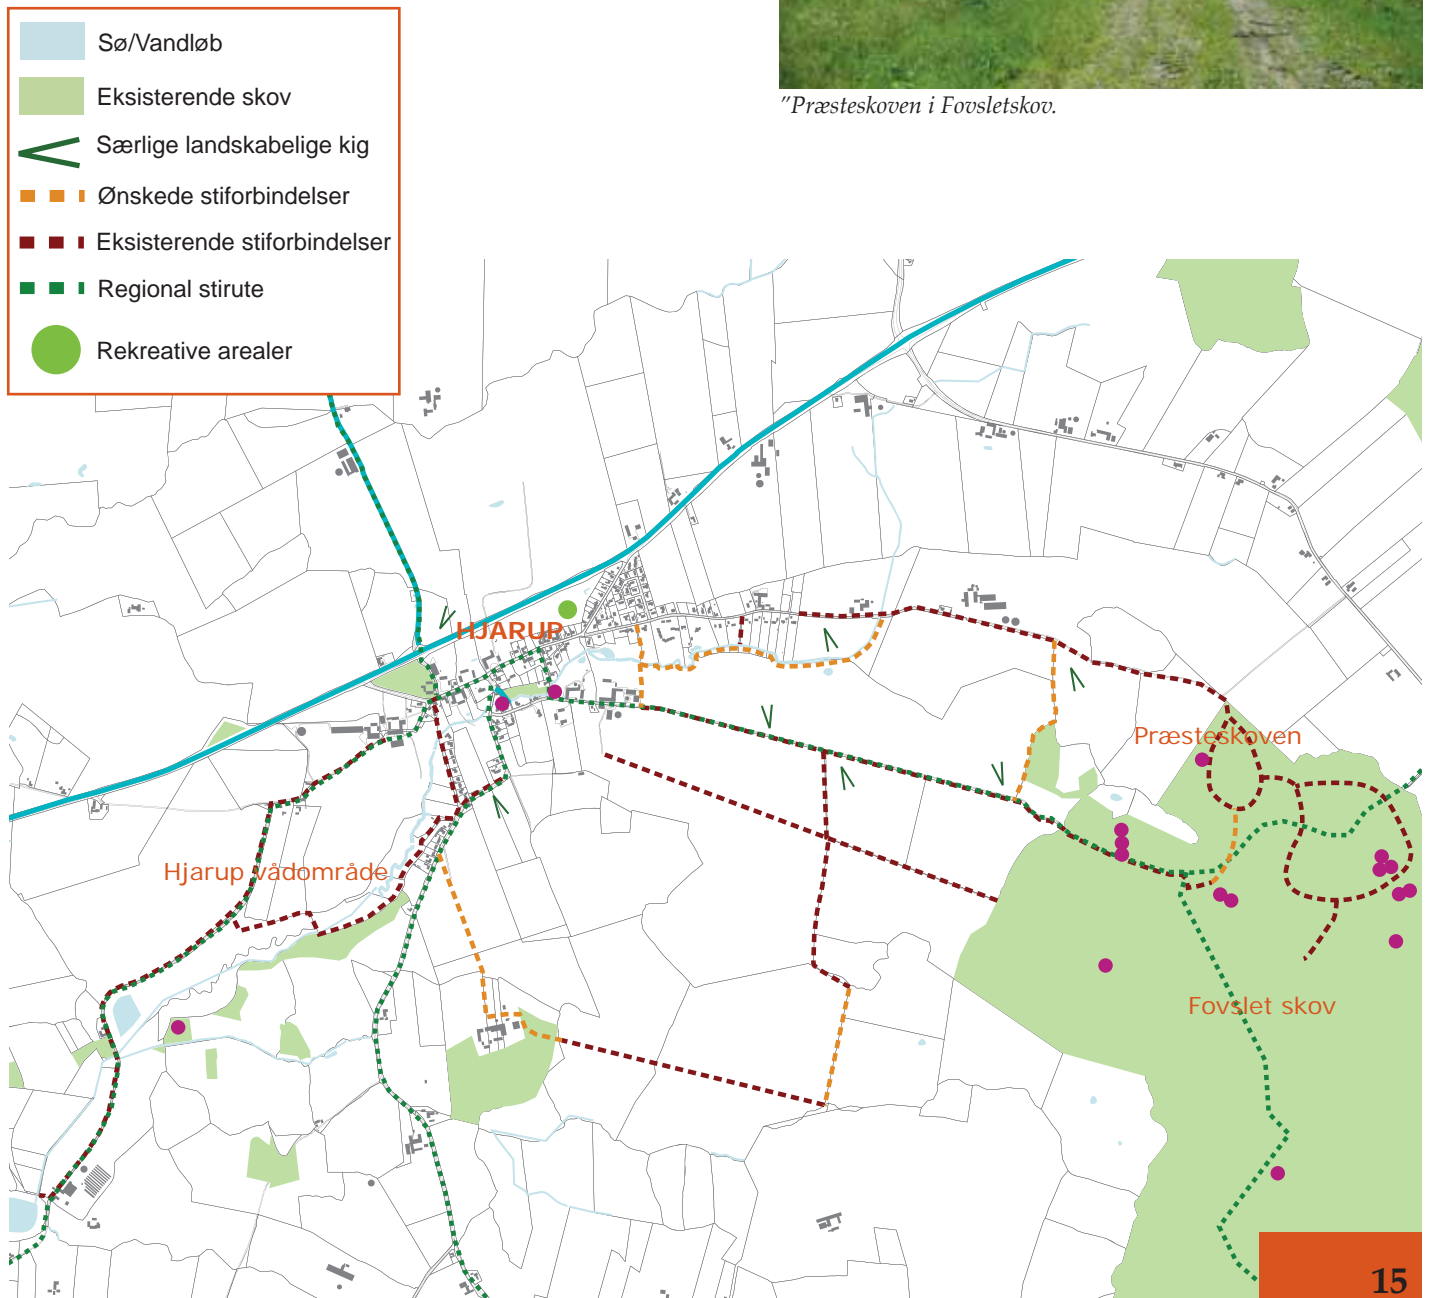 Sø/Vandløb
Eksisterende skov
Særlige landskabelige kig
Ønskede stiforbindelser
Eksisterende stiforbindelser
Regional stirute
Rekreative arealer
"Præsteskoven i Fovsletskov.
HJARUP
Præsteskoven
Hjarup vådområde
Fovslet skov
15